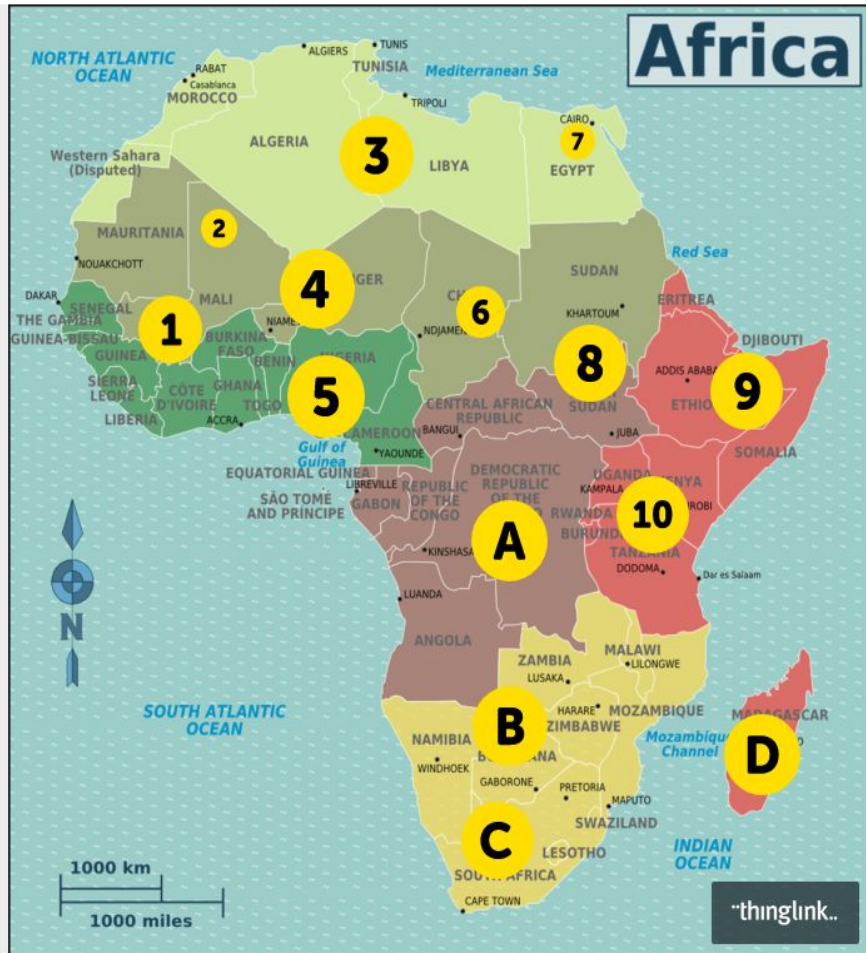 Africa
NORTH ATLANTIC
OCEAN
ALGIERS
TUNIS
TUNISIA
RABAT
Casablanca
MOROCCO
Mediterranean Sea
TRIPOLI
CAIRO
7
ALGERIA
3
LIBYA
EGYPT
Western Sahara
(Disputed)
2
MAURITANIA
NOUAKCHOTT
Red Sea
SUDAN
4
MALI
6
KHARTOUM
ERITREA
DAKAR
SENEGAL
THE GAMBIA
GUINEA-BISSAU
1
BURKINA
FASO
GUINEA
BENIN
NIGERIA
DJIBOUTI
8
ADDIS ABABA
9
SIERRA
LEONE
CÔTE
D'IVOIRE
GHANA
TOGO
5
CENTRAL AFRICAN
REPUBLIC
SUDAN
LIBERIA
ACCRA
CAMEROON
BANGUI
JUBA
SOMALIA
Gulf of
Guinea
YAOUNDE
EQUATORIAL GUINEA
LIBREVILLE
REPUBLIC
OF THE
CONGO
DEMOCRATIC
REPUBLIC
OF THE
UGANDA
KAMPALA
SÃO TOMÉ
AND PRÍNCIPE
GABON
RWANDA
10
A
KINSHASA
TANZANIA
DODOMA
Dar es Salaam
LUANDA
N
ANGOLA
ZAMBIA
LUSAKA
MALAWI
LILONGWE
SOUTH ATLANTIC
OCEAN
B
HARARE
ZIMBABWE
MOZAMBIQUE
MADAGASCAR
NAMIBIA
WINDHOEK
Mozambique
Channel
D
GABORONE
PRETORIA
MAPUTO
SWAZILAND
C
LESOTHO
INDIAN
OCEAN
SOUTH AFRICA
CAPE TOWN
1000 km
1000 miles
thinglink..